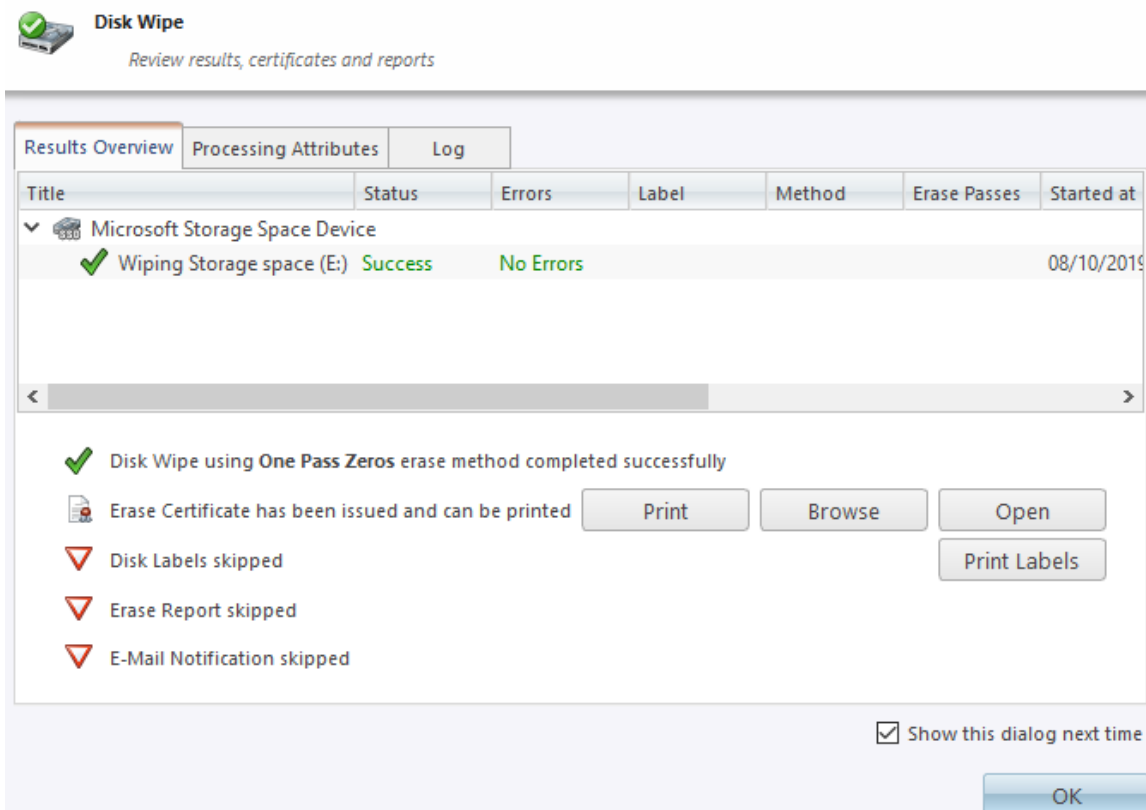 Disk Wipe
Review results, certificates and reports
Results Overview Processing Attributes Log
Title Status Errors Label Method Erase Passes Started at
Microsoft Storage Space Device
Wiping Storage space (E:) Success No Errors 08/10/2019
Disk Wipe using One Pass Zeros erase method completed successfully
Erase Certificate has been issued and can be printed Print Browse Open
Disk Labels skipped Print Labels
Erase Report skipped
E-Mail Notification skipped
Show this dialog next time
OK